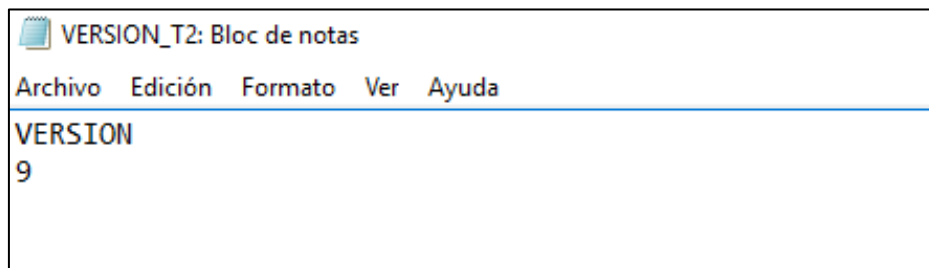 VERSION_T2: Bloc de notas
Archivo Edición Formato Ver Ayuda
VERSION
9